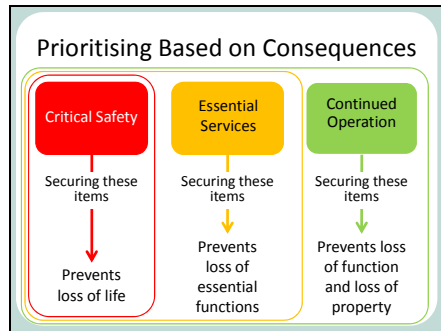 Prioritising Based on Consequences
Critical Safety
Securing these
items
Prevents
loss of life
Essential
Services
Securing these
items
Prevents
loss of
essential
functions
Continued
Operation
Securing these
items
Prevents loss
of function
and loss of
property